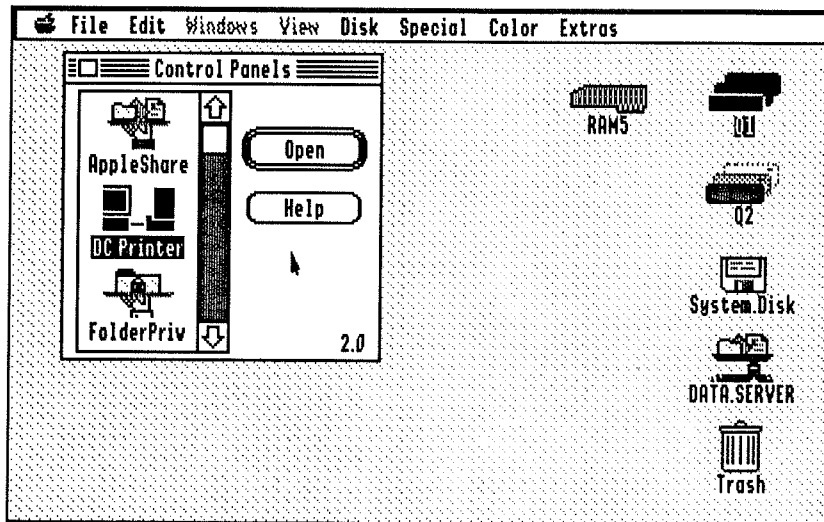 File Edit Windows View Disk Special Color Extras
Control Panels
AppleShare
DC Printer
FolderPriv
Open
Help
2.0
RAM5
Q1
Q2
System.Disk
DATA.SERVER
Trash